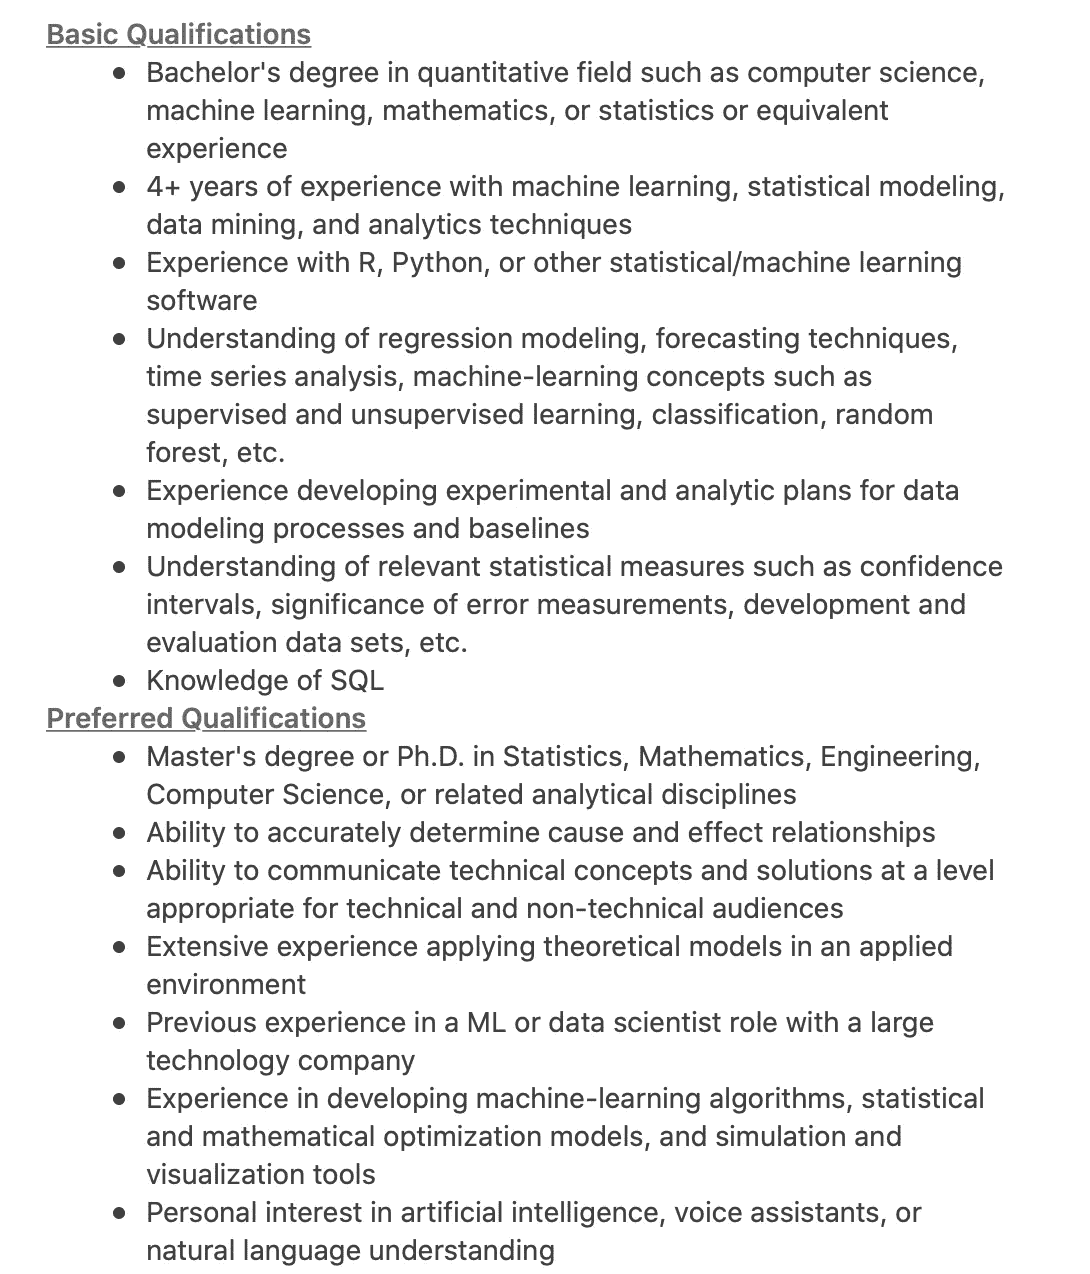 Basic Qualifications
● Bachelor's degree in quantitative field such as computer science,
machine learning, mathematics, or statistics or equivalent
experience
● 4+ years of experience with machine learning, statistical modeling,
data mining, and analytics techniques
● Experience with R, Python, or other statistical/machine learning
software
● Understanding of regression modeling, forecasting techniques,
time series analysis, machine-learning concepts such as
supervised and unsupervised learning, classification, random
forest, etc.
● Experience developing experimental and analytic plans for data
modeling processes and baselines
● Understanding of relevant statistical measures such as confidence
intervals, significance of error measurements, development and
evaluation data sets, etc.
● Knowledge of SQL
Preferred Qualifications
● Master's degree or Ph.D. in Statistics, Mathematics, Engineering,
Computer Science, or related analytical disciplines
● Ability to accurately determine cause and effect relationships
● Ability to communicate technical concepts and solutions at a level
appropriate for technical and non-technical audiences
● Extensive experience applying theoretical models in an applied
environment
● Previous experience in a ML or data scientist role with a large
technology company
● Experience in developing machine-learning algorithms, statistical
and mathematical optimization models, and simulation and
visualization tools
● Personal interest in artificial intelligence, voice assistants, or
natural language understanding